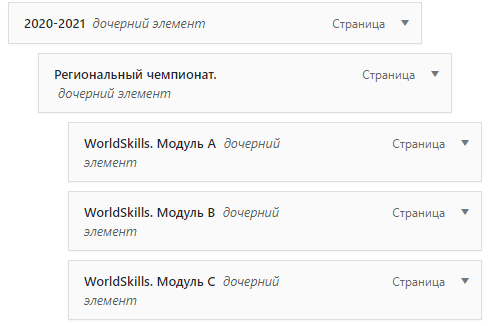 2020-2021 дочерний элемент Страница
Региональный чемпионат. Страница
дочерний элемент
WorldSkills. Модуль A дочерний Страница
элемент
WorldSkills. Модуль B дочерний Страница
элемент
WorldSkills. Модуль C дочерний Страница
элемент